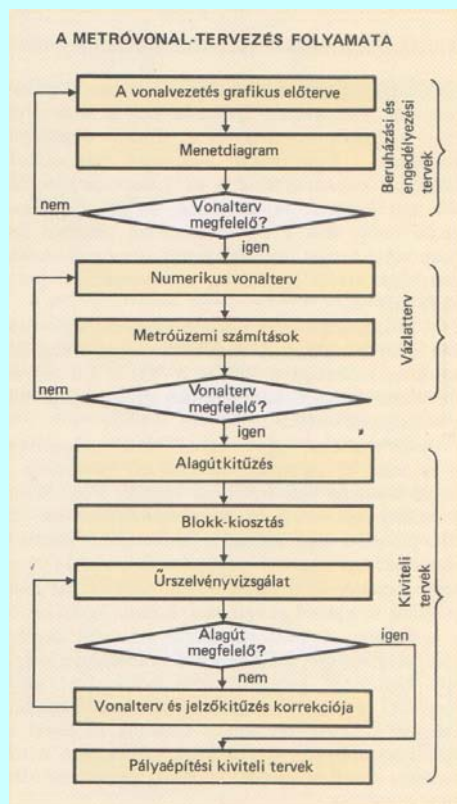 A METRÓVONAL-TERVEZÉS FOLYAMATA
A vonalvezetés grafikus előterve
Menetdiagram
nem
Vonalterv
megfelelő?
igen
Beruházási és
engedélyezési
tervek
Numerikus vonalterv
Metróüzemi számítások
nem
Vonalterv
megfelelő?
igen
Vázlatterv
Alagútkitűzés
Blokk-kiosztás
Űrszelvényvizsgálat
Alagút
megfelelő?
igen
nem
Vonalterv és jelzőkitűzés korrekciója
Pályaépítési kiviteli tervek
Kiviteli
tervek